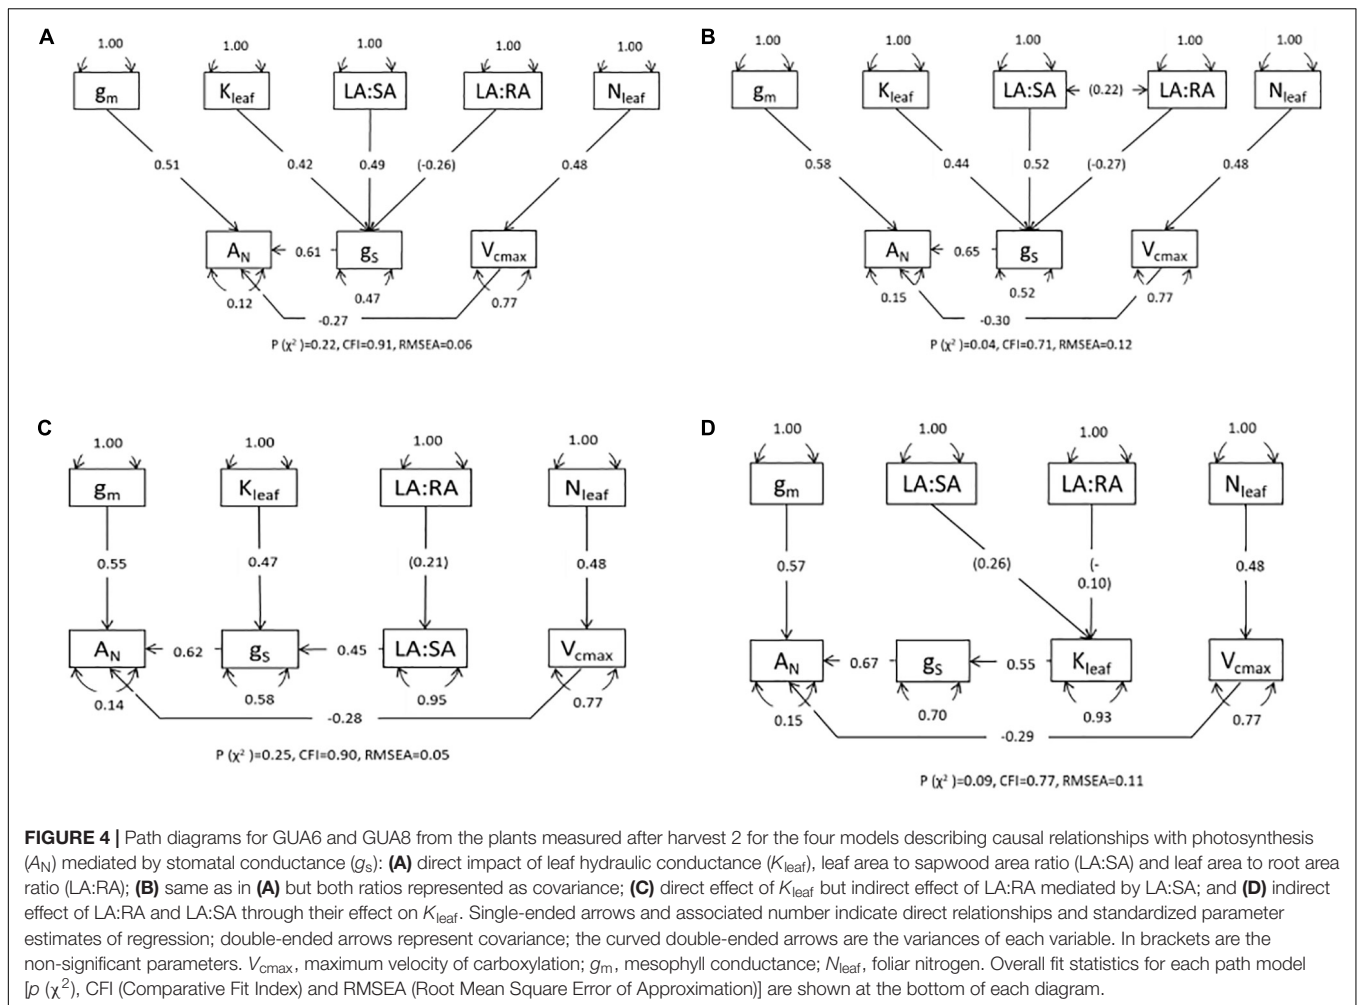 A
B
1.00 1.00 1.00 1.00 1.00
gm Kleaf LA:SA LA:RA Nleaf
0.51 0.42 0.49 (-0.26) 0.48
AN 0.61 gs Vcmax
0.12 0.47 0.77
-0.27
P (χ²)=0.22, CFI=0.91, RMSEA=0.06
1.00 1.00 1.00 1.00 1.00
gm Kleaf LA:SA (0.22) LA:RA Nleaf
0.58 0.44 0.52 (-0.27) 0.48
AN 0.65 gs Vcmax
0.15 0.52 0.77
-0.30
P (χ²)=0.04, CFI=0.71, RMSEA=0.12
C
1.00 1.00 1.00 1.00
gm Kleaf LA:RA Nleaf
0.55 0.47 (0.21) 0.48
AN 0.62 gs 0.45 LA:SA Vcmax
0.14 0.58 0.95 0.77
-0.28
P (χ²)=0.25, CFI=0.90, RMSEA=0.05
D
1.00 1.00 1.00 1.00
gm LA:SA LA:RA Nleaf
0.57 (0.26) (-
0.10) 0.48
AN 0.67 gs 0.55 Kleaf Vcmax
0.15 0.70 0.93 0.77
-0.29
P (χ²)=0.09, CFI=0.77, RMSEA=0.11
FIGURE 4 | Path diagrams for GUA6 and GUA8 from the plants measured after harvest 2 for the four models describing causal relationships with photosynthesis
(AN) mediated by stomatal conductance (gs): (A) direct impact of leaf hydraulic conductance (Kleaf), leaf area to sapwood area ratio (LA:SA) and leaf area to root area
ratio (LA:RA); (B) same as in (A) but both ratios represented as covariance; (C) direct effect of Kleaf but indirect effect of LA:RA mediated by LA:SA; and (D) indirect
effect of LA:RA and LA:SA through their effect on Kleaf. Single-ended arrows and associated number indicate direct relationships and standardized parameter
estimates of regression; double-ended arrows represent covariance; the curved double-ended arrows are the variances of each variable. In brackets are the
non-significant parameters. Vcmax, maximum velocity of carboxylation; gm, mesophyll conductance; Nleaf, foliar nitrogen. Overall fit statistics for each path model
[p (χ²), CFI (Comparative Fit Index) and RMSEA (Root Mean Square Error of Approximation)] are shown at the bottom of each diagram.